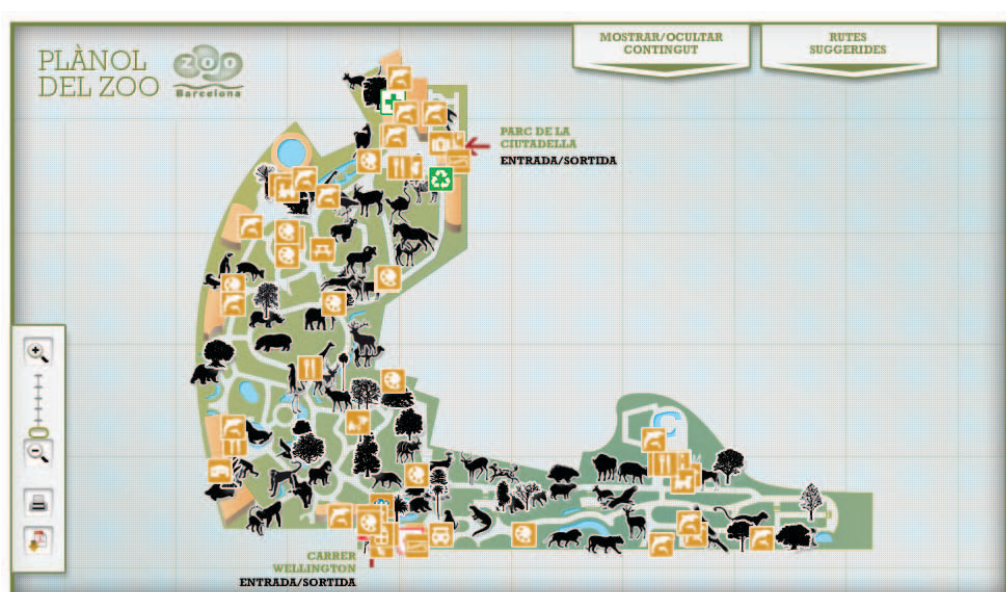 PLÀNOL
DEL ZOO
ZOO
Barcelona
MOSTRAR/OCULTAR
CONTINGUT
RUTES
SUGGERIDES
PARC DE LA
CIUTADELLA
ENTRADA/SORTIDA
CARRER
WELLINGTON
ENTRADA/SORTIDA